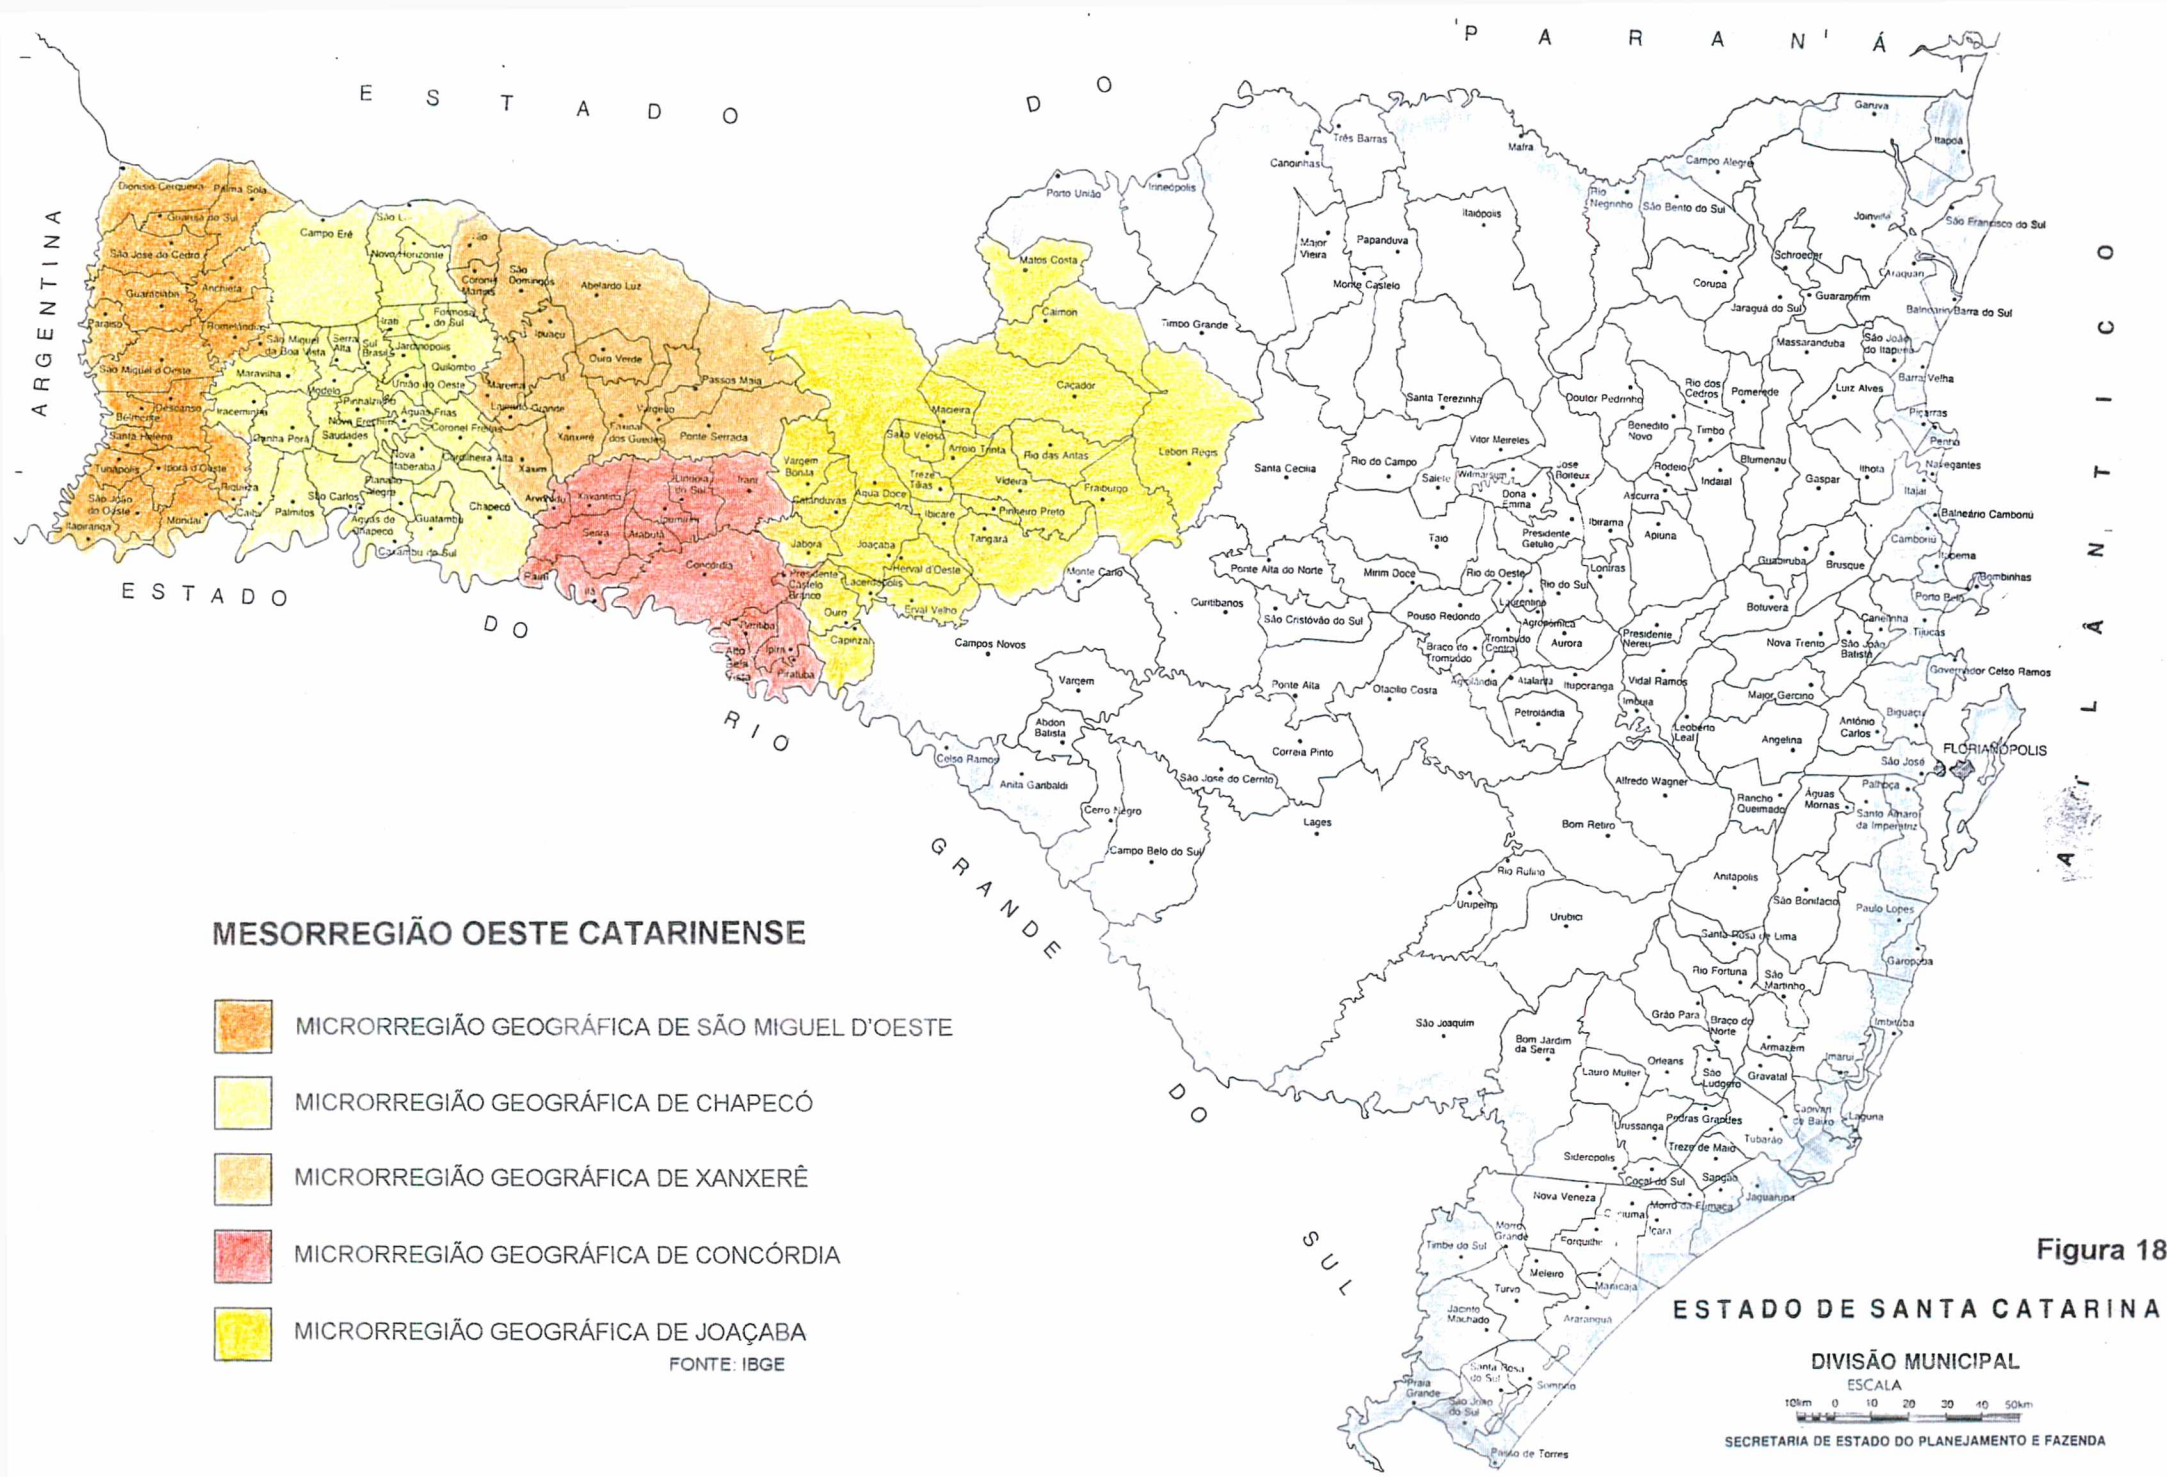 P A R A N Á
E S T A D O
D O
ARGENTINA
ATLÂNTICO
E S T A D O
D O
R I O
G R A N D E
D O
S U L
Dionísio Cerqueira
Palma Sola
Guarujá do Sul
São José do Cedro
Guaraciaba
Anchieta
Paraíso
Romelândia
São Miguel d'Oeste
Descanso
Belmonte
Santa Helena
Tunápolis
Iporã d'Oeste
São João
do Oeste
Riqueza
Mondaí
Itapiranga
Campo Erê
São L
Novo Horizonte
São Miguel
da Boa Vista
Serra
Alta
Sul
Brasil
Irati
Formosa
do Sul
Jardinópolis
Quilombo
Maravilha
Modelo
União do Oeste
Pinhalzinho
Iraceminha
Águas Frias
Nova Erechim
Coronel Freitas
Cunha Porã
Saudades
Nova
Itaberaba
Cordilheira Alta
Planalto
Alegre
São Carlos
Caibi
Palmitos
Águas de
Chapecó
Guatambu
Chapecó
Caxambu do Sul
Coronel
Martins
São
Domingos
Abelardo Luz
Ipuaçu
Ouro Verde
Marema
Passos Maia
Lajeado Grande
Vargeão
Xanxerê
Faxinal
dos Guedes
Ponte Serrada
Xaxim
Arvoredo
Xavantina
Lindóia
do Sul
Irani
Ipumirim
Seara
Arabutã
Concórdia
Paial
Itá
Presidente
Castelo
Branco
Peritiba
Alto
Bela
Vista
Ipira
Piratuba
Matos Costa
Calmon
Caçador
Macieira
Salto Veloso
Arroio Trinta
Rio das Antas
Lebon Régis
Vargem
Bonita
Treze
Tílias
Videira
Fraiburgo
Catanduvas
Água Doce
Ibicaré
Pinheiro Preto
Jaborá
Joaçaba
Tangará
Herval d'Oeste
Lacerdópolis
Ouro
Erval Velho
Capinzal
Porto União
Irineópolis
Canoinhas
Três Barras
Mafra
Rio
Negrinho
São Bento do Sul
Campo Alegre
Garuva
Itapoá
Joinville
São Francisco do Sul
Itaiópolis
Major
Vieira
Papanduva
Monte Castelo
Schroeder
Araquari
Corupá
Guaramirim
Jaraguá do Sul
Balneário Barra do Sul
Timbó Grande
Massaranduba
São João
do Itaperiú
Barra Velha
Santa Terezinha
Doutor Pedrinho
Rio dos
Cedros
Pomerode
Luiz Alves
Piçarras
Benedito
Novo
Timbó
Penha
Vitor Meireles
Blumenau
Santa Cecília
Rio do Campo
Salete
Witmarsum
José
Boiteux
Rodeio
Indaial
Gaspar
Ilhota
Navegantes
Itajaí
Dona
Emma
Ascurra
Balneário Camboriú
Ibirama
Taió
Presidente
Getúlio
Apiúna
Camboriú
Guabiruba
Brusque
Itapema
Bombinhas
Monte Carlo
Ponte Alta do Norte
Mirim Doce
Rio do Oeste
Rio do Sul
Lontras
Porto Belo
Curitibanos
São Cristóvão do Sul
Pouso Redondo
Laurentino
Botuverá
Canelinha
Tijucas
Agronômica
Trombudo
Central
Braço do
Trombudo
Aurora
Presidente
Nereu
Nova Trento
São João
Batista
Campos Novos
Governador Celso Ramos
Vargem
Ponte Alta
Otacílio Costa
Agrolândia
Atalanta
Ituporanga
Vidal Ramos
Imbuia
Major Gercino
Abdon
Batista
Petrolândia
Leoberto
Leal
Biguaçu
Antônio
Carlos
Angelina
Correia Pinto
FLORIANÓPOLIS
Celso Ramos
São José
Anita Garibaldi
São José do Cerrito
Alfredo Wagner
Palhoça
Cerro Negro
Rancho
Queimado
Águas
Mornas
Santo Amaro
da Imperatriz
Lages
Bom Retiro
Campo Belo do Sul
Rio Rufino
Anitápolis
Urupema
São Bonifácio
Paulo Lopes
Urubici
Santa Rosa de Lima
Garopaba
Rio Fortuna
São
Martinho
São Joaquim
Grão Pará
Braço do
Norte
Imbituba
Bom Jardim
da Serra
Armazém
Imaruí
Orleans
Lauro Muller
São
Ludgero
Gravatal
Pedras Grandes
Capivari
de Baixo
Laguna
Urussanga
Tubarão
Treze de Maio
Siderópolis
Cocal do Sul
Sangão
Jaguaruna
Nova Veneza
Morro da Fumaça
Morro
Grande
Içara
Timbé do Sul
Meleiro
Turvo
Maracajá
Jacinto
Machado
Araranguá
Santa Rosa
do Sul
Sombrio
Praia
Grande
São João
do Sul
Passo de Torres
MESORREGIÃO OESTE CATARINENSE
MICRORREGIÃO GEOGRÁFICA DE SÃO MIGUEL D'OESTE
MICRORREGIÃO GEOGRÁFICA DE CHAPECÓ
MICRORREGIÃO GEOGRÁFICA DE XANXERÊ
MICRORREGIÃO GEOGRÁFICA DE CONCÓRDIA
MICRORREGIÃO GEOGRÁFICA DE JOAÇABA
FONTE: IBGE
Figura 18
ESTADO DE SANTA CATARINA
DIVISÃO MUNICIPAL
ESCALA
10km 0 10 20 30 40 50km
SECRETARIA DE ESTADO DO PLANEJAMENTO E FAZENDA